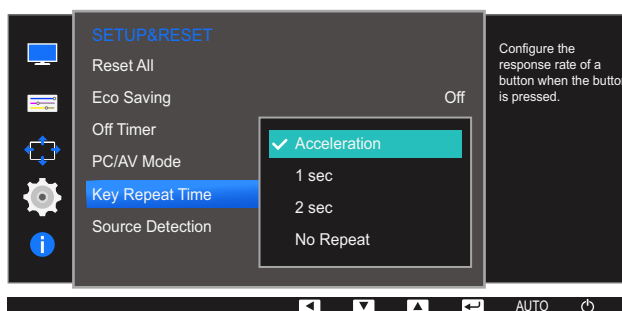 SETUP&RESET
Reset All
Eco Saving Off
Off Timer
PC/AV Mode
Key Repeat Time
Source Detection
Acceleration
1 sec
2 sec
No Repeat
Configure the
response rate of a
button when the butto
is pressed.
AUTO